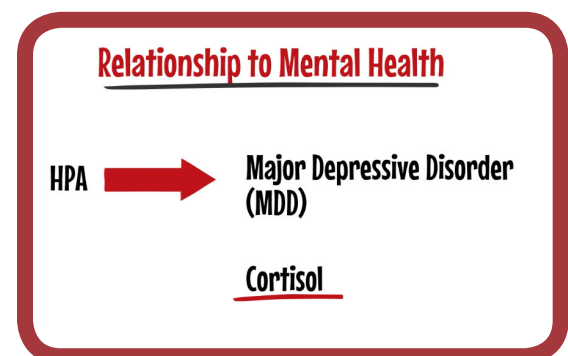 Relationship to Mental Health
HPA
Major Depressive Disorder
(MDD)
Cortisol